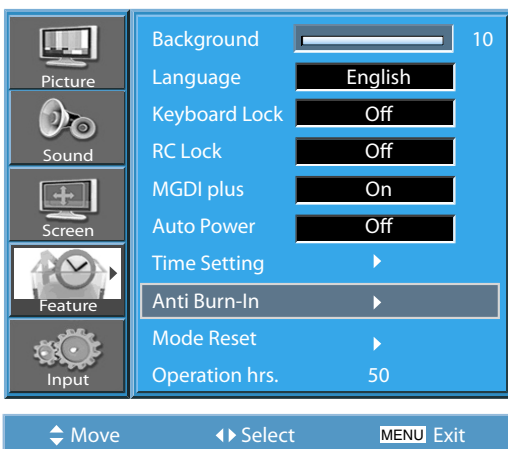 Picture
Sound
Screen
Feature
Input
Background 10
Language English
Keyboard Lock Off
RC Lock Off
MGDI plus On
Auto Power Off
Time Setting
Anti Burn-In
Mode Reset
Operation hrs. 50
Move Select MENU Exit